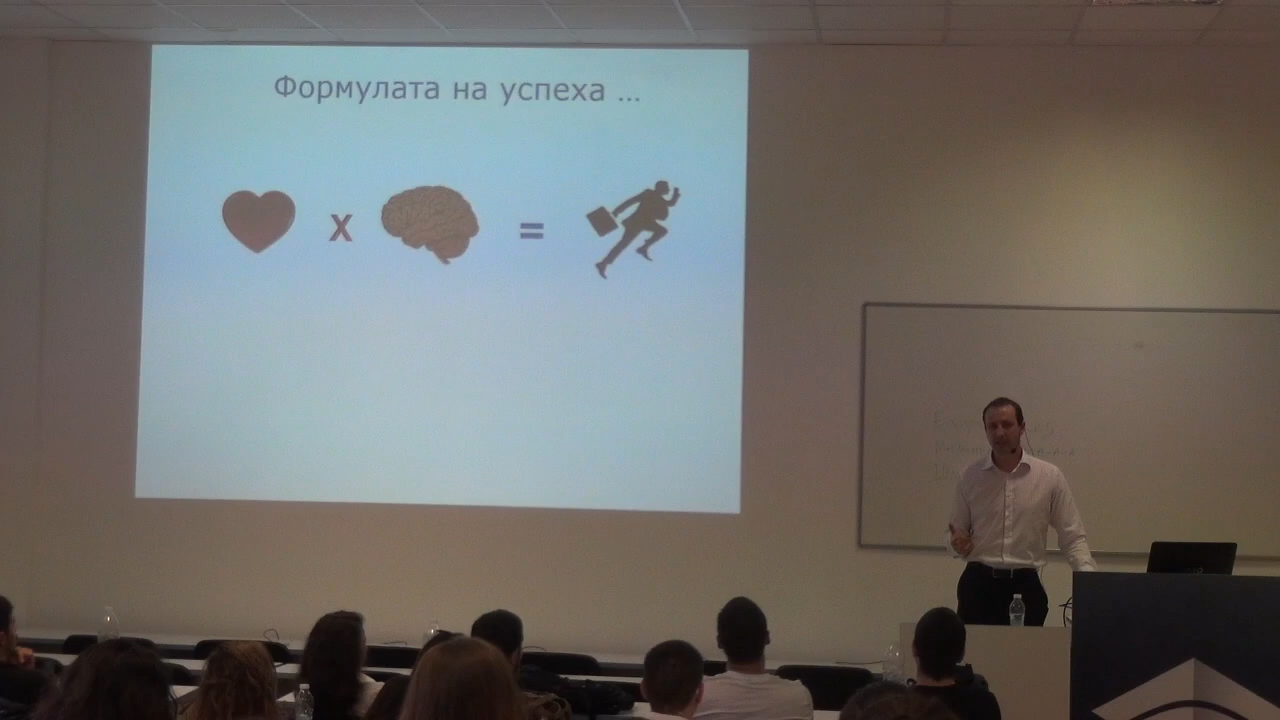 Формулата на успеха ...
x =